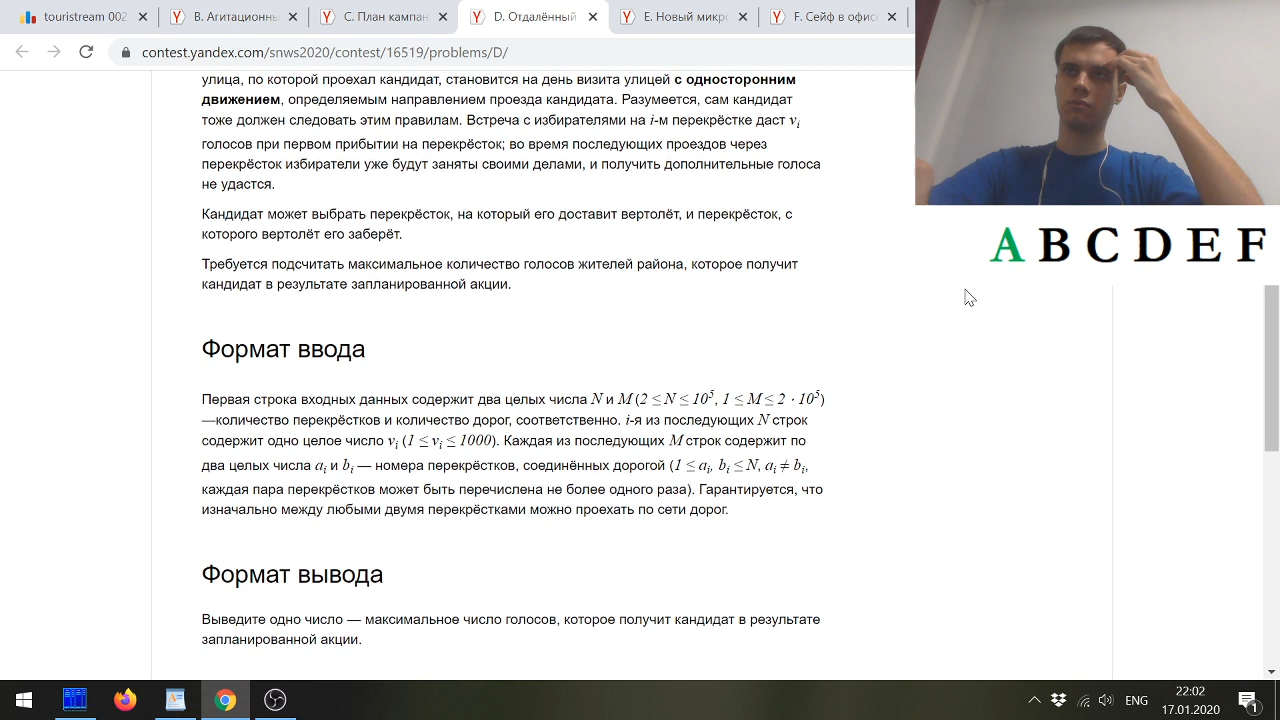 touristream 002
B. Агитационны
C. План кампан
D. Отдалённый
E. Новый микро
F. Сейф в офис
contest.yandex.com/snws2020/contest/16519/problems/D/
улица, по которой проехал кандидат, становится на день визита улицей с односторонним
движением, определяемым направлением проезда кандидата. Разумеется, сам кандидат
тоже должен следовать этим правилам. Встреча с избирателями на i-м перекрёстке даст vi
голосов при первом прибытии на перекрёсток; во время последующих проездов через
перекрёсток избиратели уже будут заняты своими делами, и получить дополнительные голоса
не удастся.
Кандидат может выбрать перекрёсток, на который его доставит вертолёт, и перекрёсток, с
которого вертолёт его заберёт.
Требуется подсчитать максимальное количество голосов жителей района, которое получит
кандидат в результате запланированной акции.
A B C D E F
Формат ввода
Первая строка входных данных содержит два целых числа N и M (2 ≤ N ≤ 10^5, 1 ≤ M ≤ 2 · 10^5)
—количество перекрёстков и количество дорог, соответственно. i-я из последующих N строк
содержит одно целое число vi (1 ≤ vi ≤ 1000). Каждая из последующих M строк содержит по
два целых числа ai и bi — номера перекрёстков, соединённых дорогой (1 ≤ ai, bi ≤ N, ai ≠ bi,
каждая пара перекрёстков может быть перечислена не более одного раза). Гарантируется, что
изначально между любыми двумя перекрёстками можно проехать по сети дорог.
Формат вывода
Выведите одно число — максимальное число голосов, которое получит кандидат в результате
запланированной акции.
ENG
22:02
17.01.2020
1